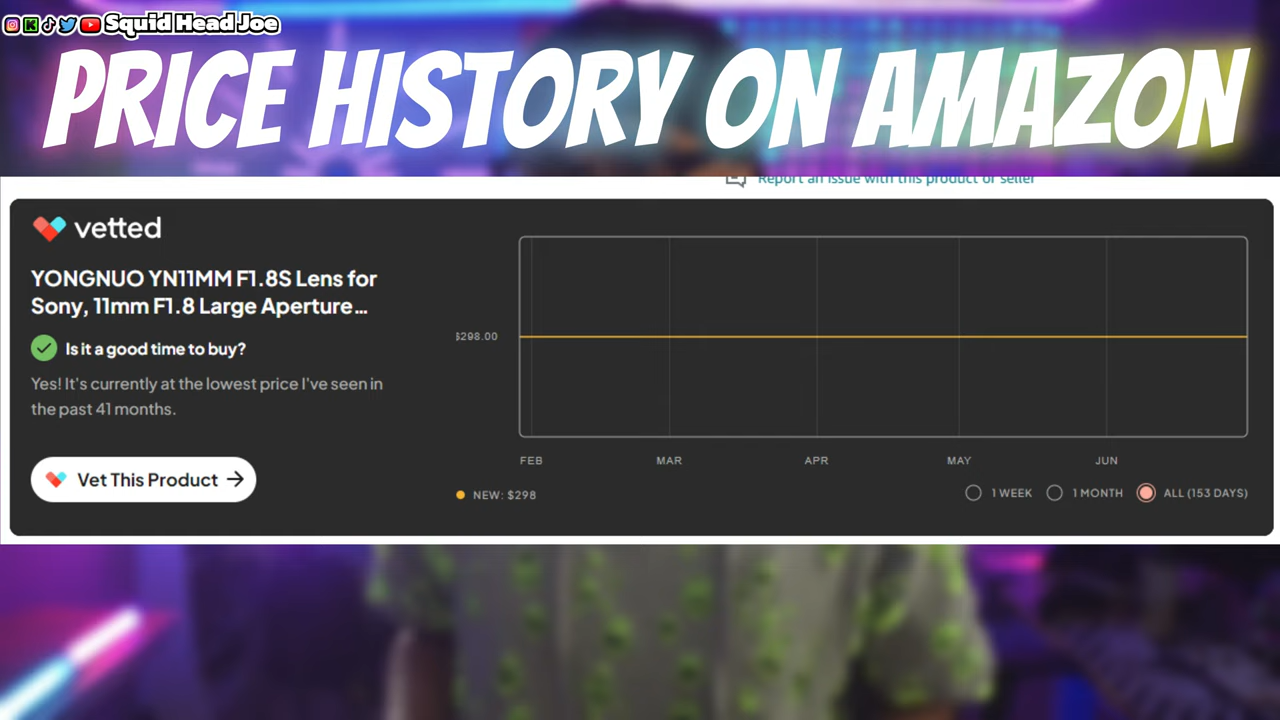 Squid Head Joe
PRICE HISTORY ON AMAZON
Report an issue with this product or seller
vetted
YONGNUO YN11MM F1.8S Lens for
Sony, 11mm F1.8 Large Aperture...
Is it a good time to buy?
Yes! It's currently at the lowest price I've seen in
the past 41 months.
Vet This Product →
$298.00
FEB MAR APR MAY JUN
NEW: $298
1 WEEK 1 MONTH ALL (153 DAYS)